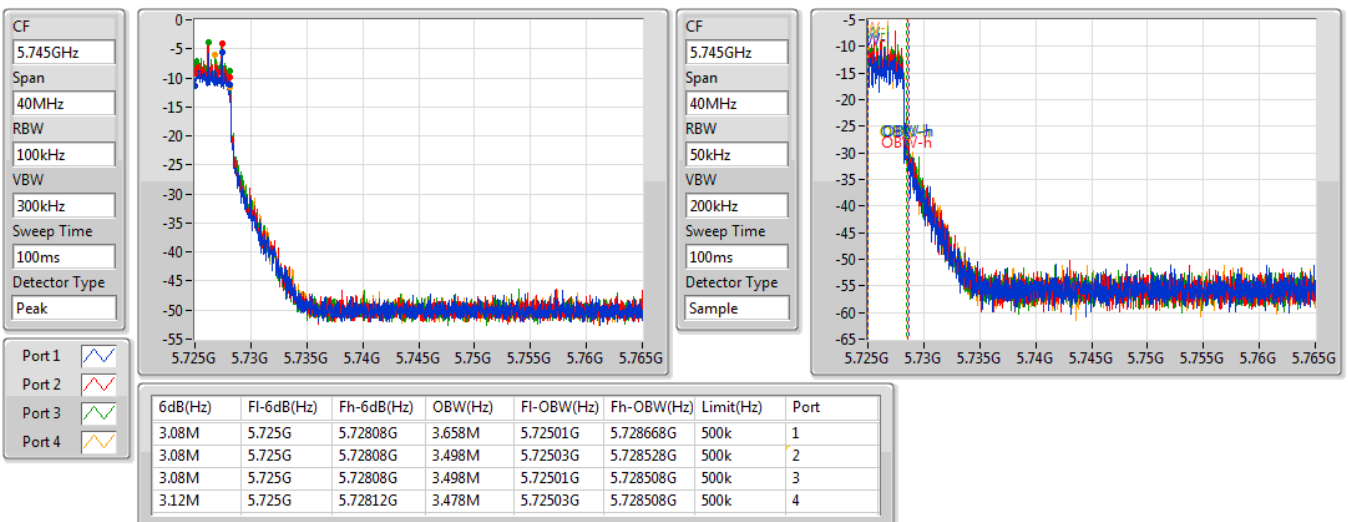 CF
5.745GHz
Span
40MHz
RBW
100kHz
VBW
300kHz
Sweep Time
100ms
Detector Type
Peak
0
-5
-10
-15
-20
-25
-30
-35
-40
-45
-50
-55
5.725G 5.73G 5.735G 5.74G 5.745G 5.75G 5.755G 5.76G 5.765G
CF
5.745GHz
Span
40MHz
RBW
50kHz
VBW
200kHz
Sweep Time
100ms
Detector Type
Sample
-5
-10
-15
-20
-25
-30
-35
-40
-45
-50
-55
-60
-65
OBW-h
OBW-h
5.725G 5.73G 5.735G 5.74G 5.745G 5.75G 5.755G 5.76G 5.765G
Port 1
Port 2
Port 3
Port 4
6dB(Hz) Fl-6dB(Hz) Fh-6dB(Hz) OBW(Hz) Fl-OBW(Hz) Fh-OBW(Hz) Limit(Hz) Port
3.08M 5.725G 5.72808G 3.658M 5.72501G 5.728668G 500k 1
3.08M 5.725G 5.72808G 3.498M 5.72503G 5.728528G 500k 2
3.08M 5.725G 5.72808G 3.498M 5.72501G 5.728508G 500k 3
3.12M 5.725G 5.72812G 3.478M 5.72503G 5.728508G 500k 4